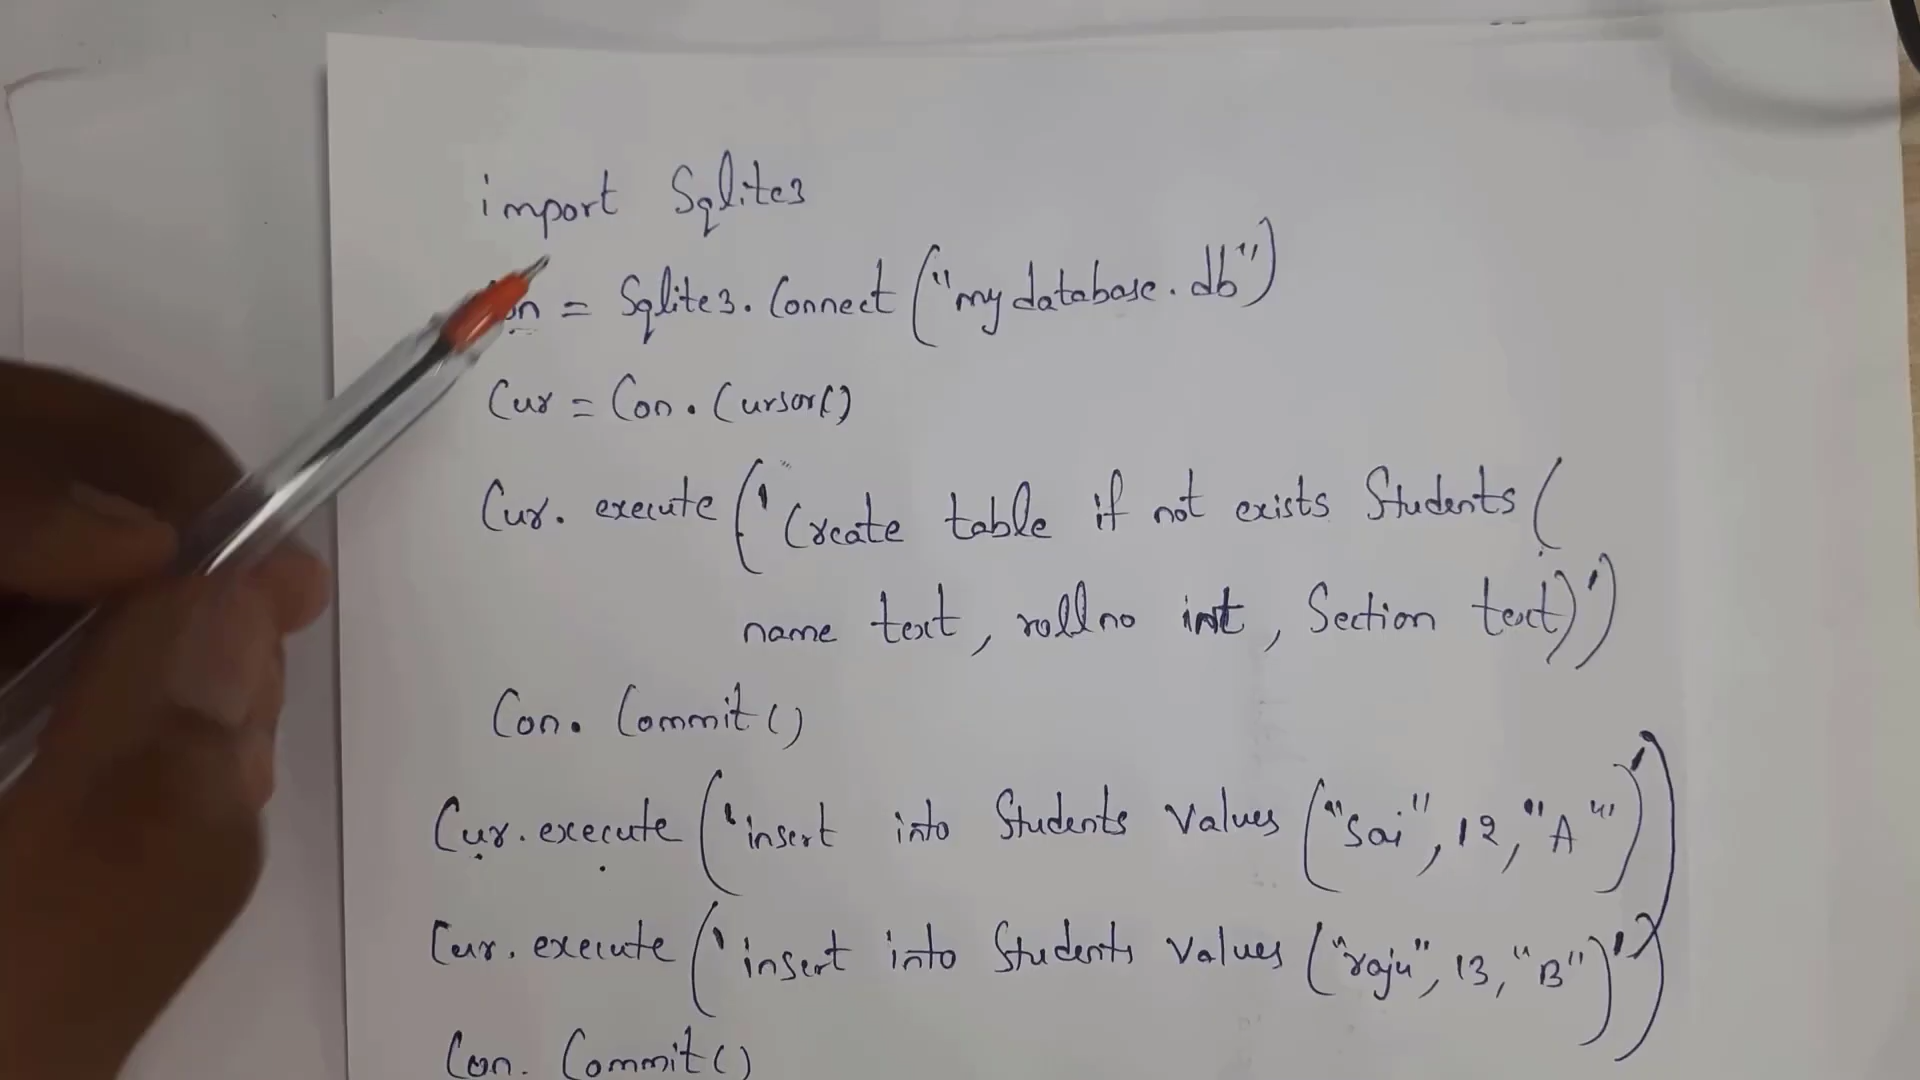 import Sqlite3
on = Sqlite3.Connect("mydatabase.db")
Cur = Con.Cursor()
Cur.execute('Create table if not exists Students(
name text, rollno int, Section text)')
Con.Commit()
Cur.execute('insert into Students Values ("Sai", 12, "A")')
Cur.execute('insert into Students Values ("raju", 13, "B")')
Con.Commit()